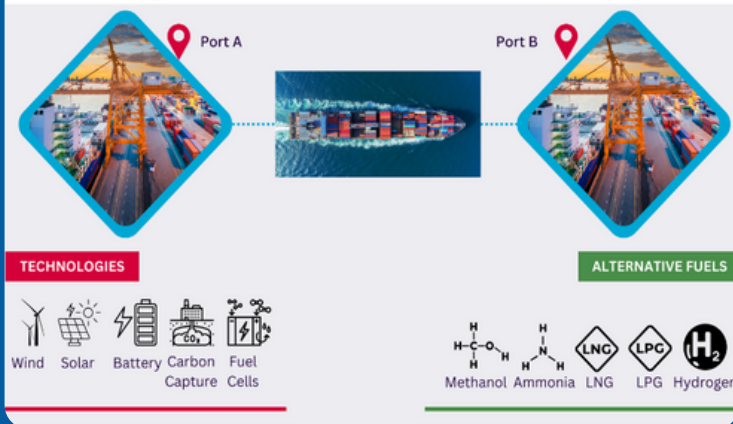 Port A
Port B
TECHNOLOGIES
ALTERNATIVE FUELS
CO₂
H
H-C-O
H
H
H
N
H
H
LNG
LPG
H₂
Wind
Solar
Battery
Carbon
Capture
Fuel
Cells
Methanol
Ammonia
LNG
LPG
Hydrogen